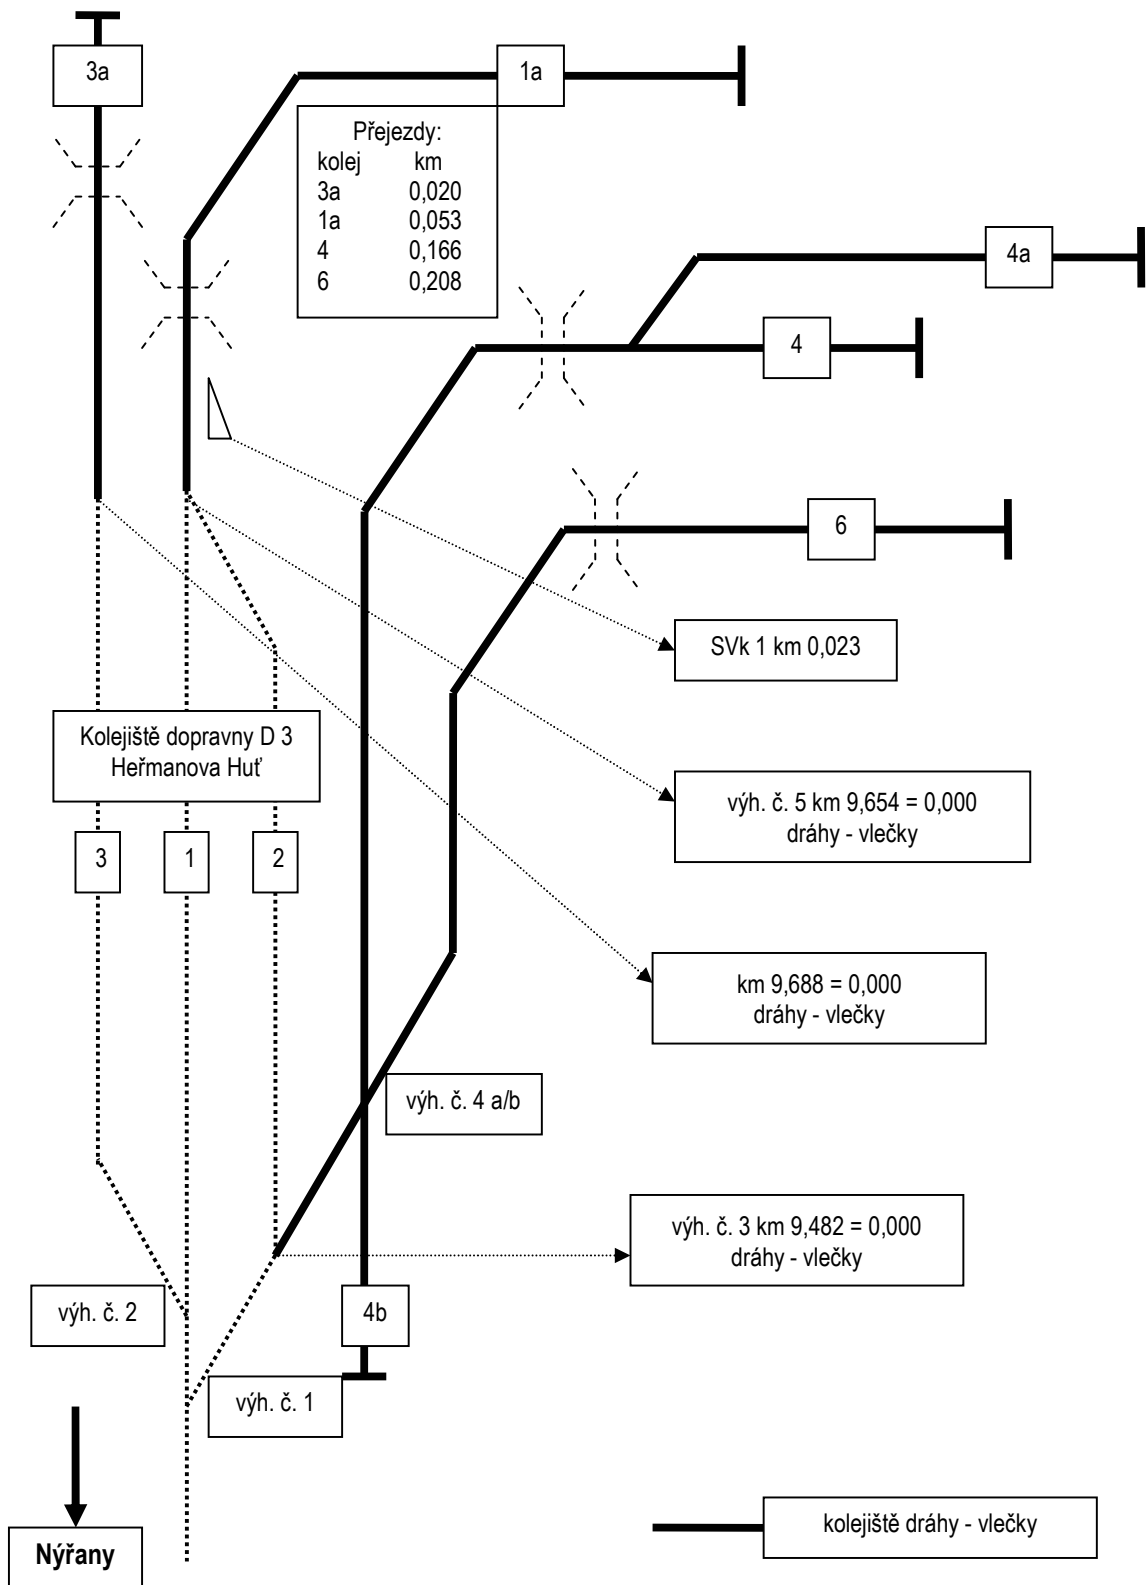 3a
1a
Přejezdy:
kolej km
3a 0,020
1a 0,053
4 0,166
6 0,208
4a
4
6
SVk 1 km 0,023
Kolejiště dopravny D 3
Heřmanova Huť
výh. č. 5 km 9,654 = 0,000
dráhy - vlečky
3
1
2
km 9,688 = 0,000
dráhy - vlečky
výh. č. 4 a/b
výh. č. 3 km 9,482 = 0,000
dráhy - vlečky
výh. č. 2
4b
výh. č. 1
kolejiště dráhy - vlečky
Nýřany